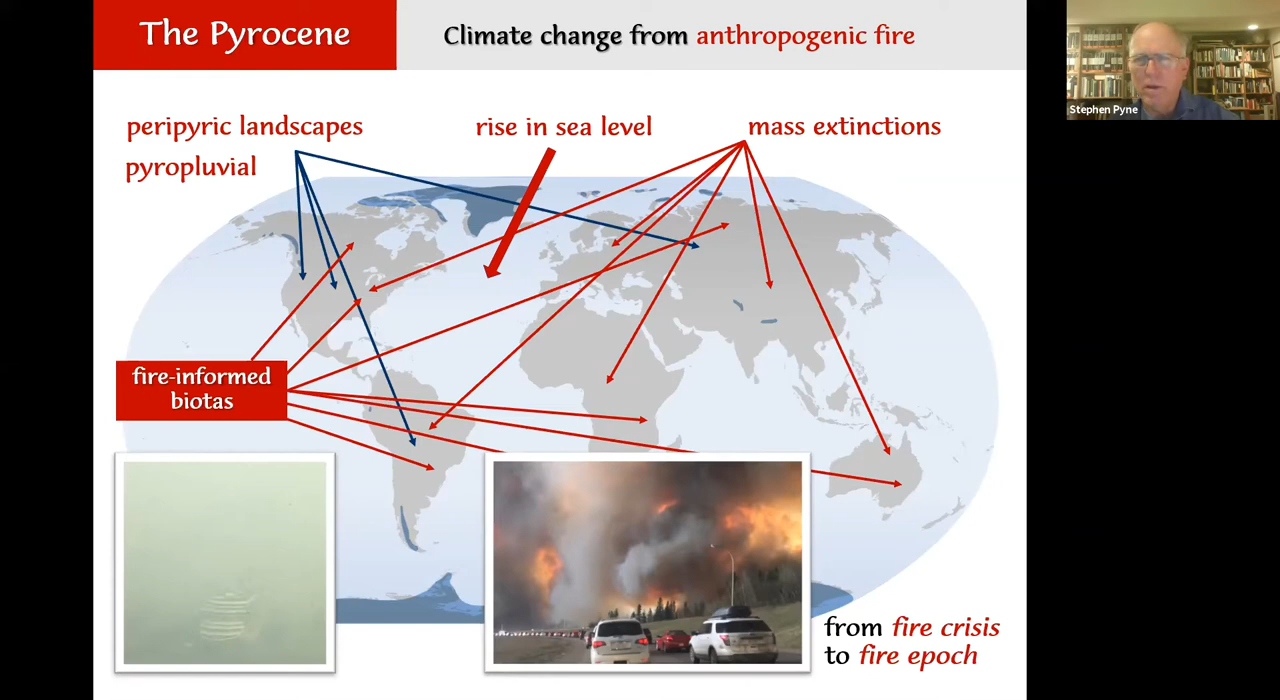 The Pyrocene
Climate change from anthropogenic fire
Stephen Pyne
peripyric landscapes
pyropluvial
rise in sea level
mass extinctions
fire-informed
biotas
from fire crisis
to fire epoch